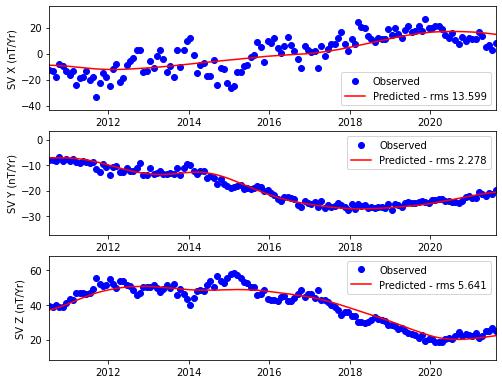 SV X (nT/Yr)
20
0
−20
−40
Observed
Predicted - rms 13.599
2012 2014 2016 2018 2020
SV Y (nT/Yr)
0
−10
−20
−30
Observed
Predicted - rms 2.278
2012 2014 2016 2018 2020
SV Z (nT/Yr)
60
40
20
Observed
Predicted - rms 5.641
2012 2014 2016 2018 2020